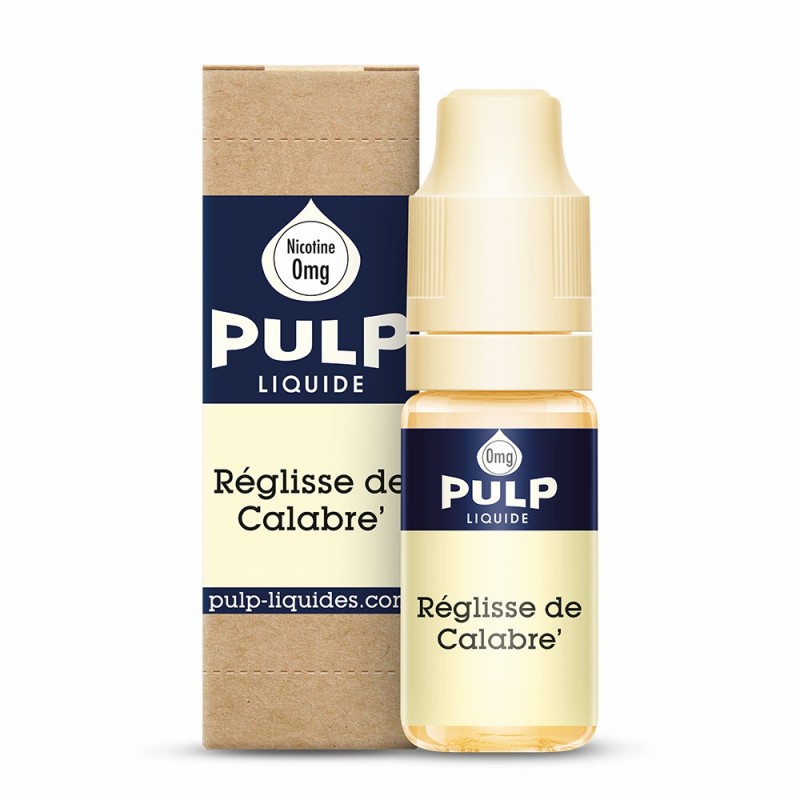 Nicotine
0mg
PULP
LIQUIDE
Réglisse de
Calabre’
pulp-liquides.com
0mg
PULP
LIQUIDE
Réglisse de
Calabre’